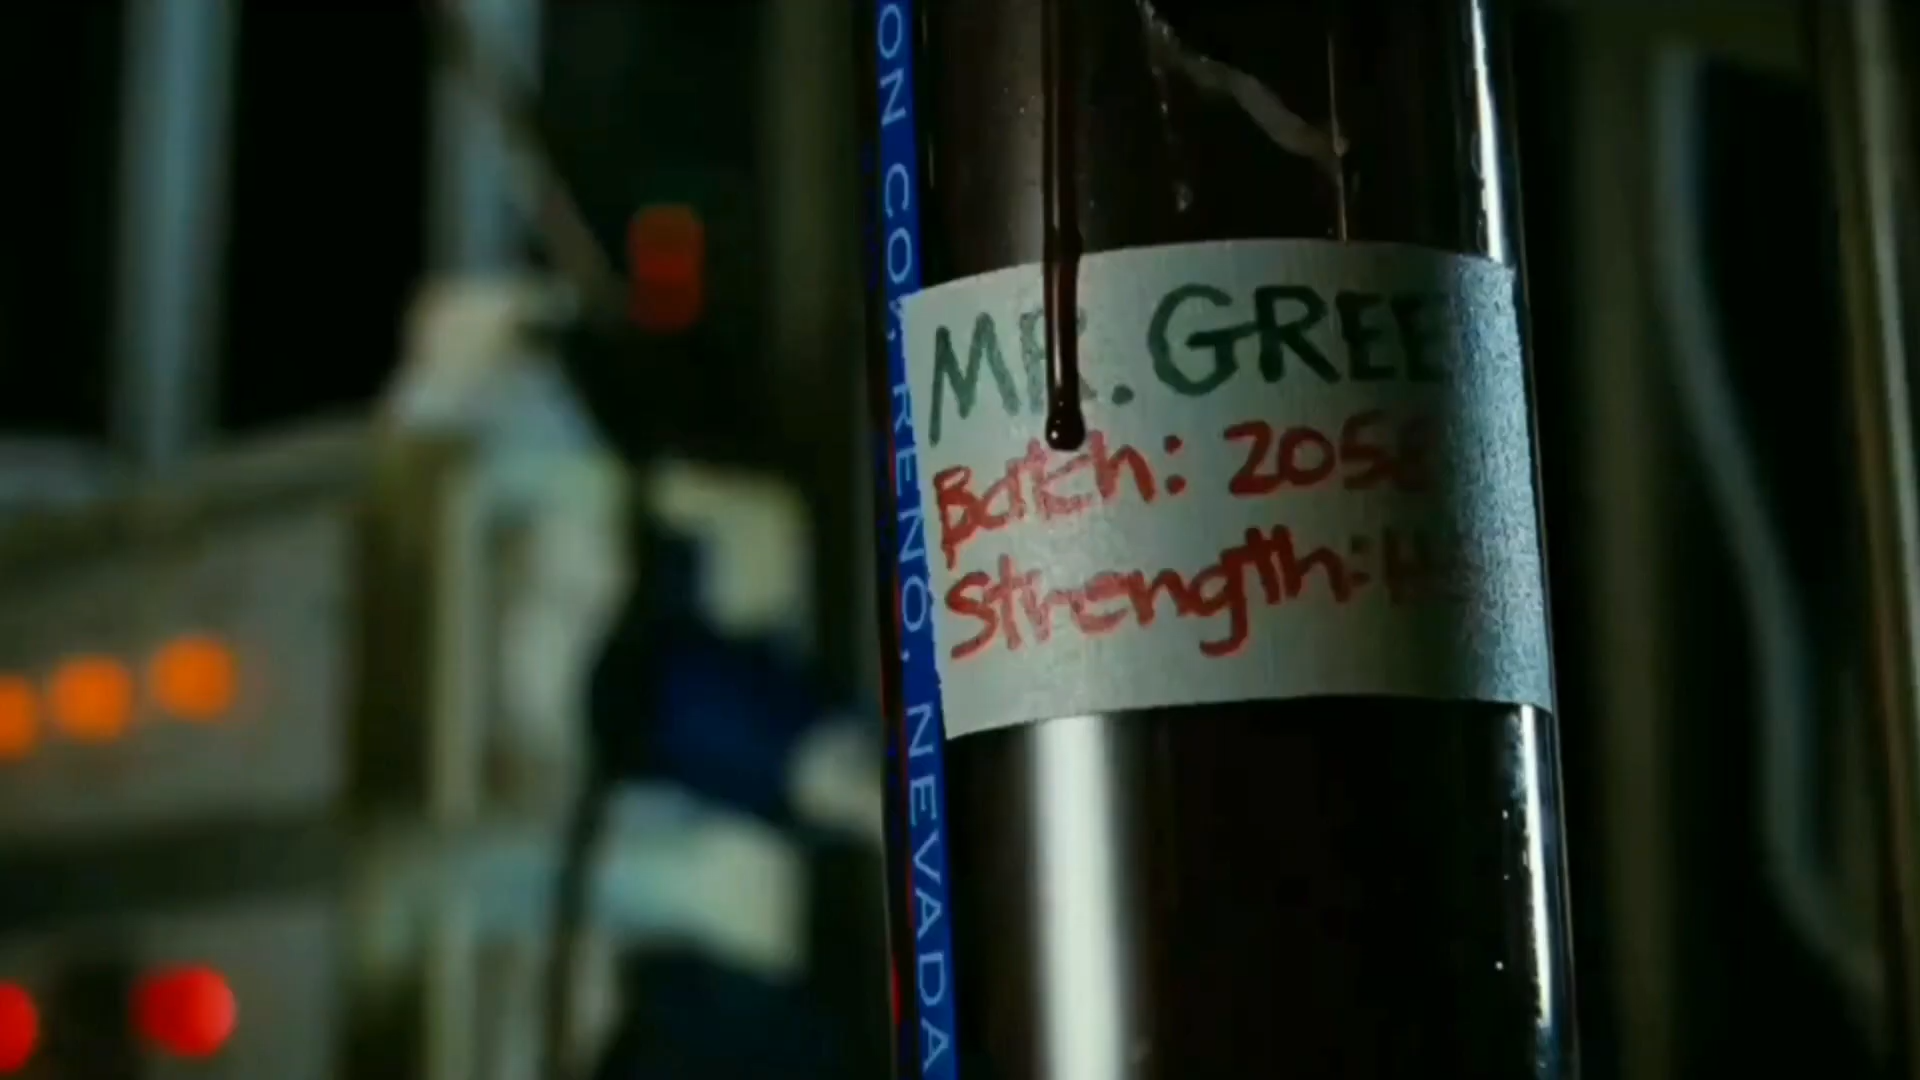 ON CO., RENO, NEVADA
MR. GREE
Batch: 205
Strength: